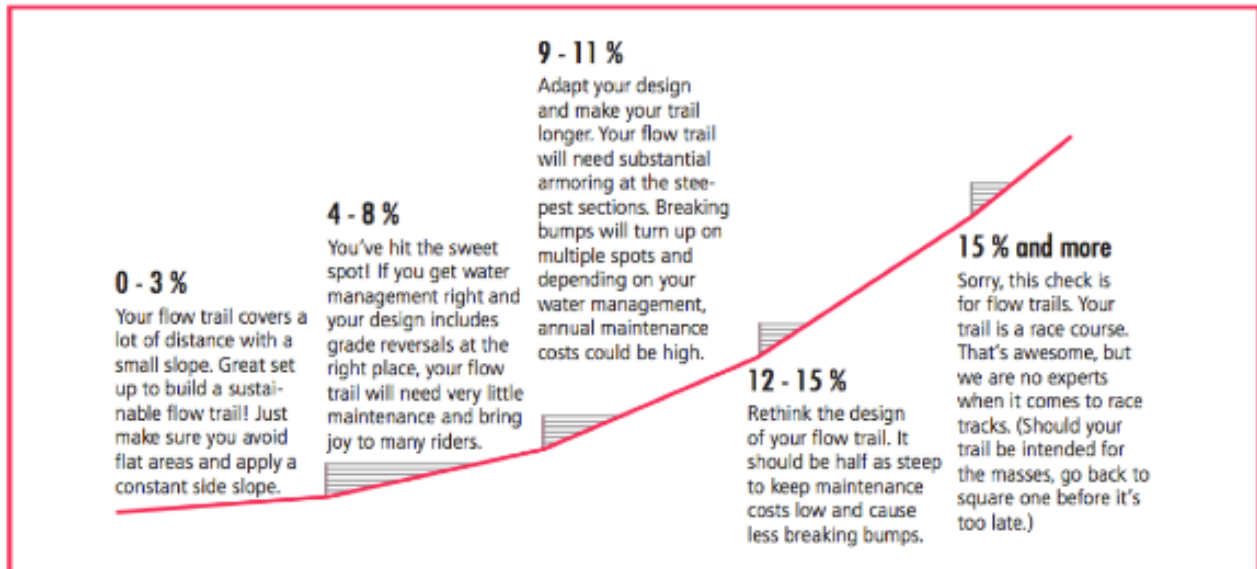 0 - 3 %
Your flow trail covers a
lot of distance with a
small slope. Great set
up to build a sustai-
nable flow trail! Just
make sure you avoid
flat areas and apply a
constant side slope.
4 - 8 %
You've hit the sweet
spot! If you get water
management right and
your design includes
grade reversals at the
right place, your flow
trail will need very little
maintenance and bring
joy to many riders.
9 - 11 %
Adapt your design
and make your trail
longer. Your flow trail
will need substantial
armoring at the stee-
pest sections. Breaking
bumps will turn up on
multiple spots and
depending on your
water management,
annual maintenance
costs could be high.
12 - 15 %
Rethink the design
of your flow trail. It
should be half as steep
to keep maintenance
costs low and cause
less breaking bumps.
15 % and more
Sorry, this check is
for flow trails. Your
trail is a race course.
That's awesome, but
we are no experts
when it comes to race
tracks. (Should your
trail be intended for
the masses, go back to
square one before it's
too late.)